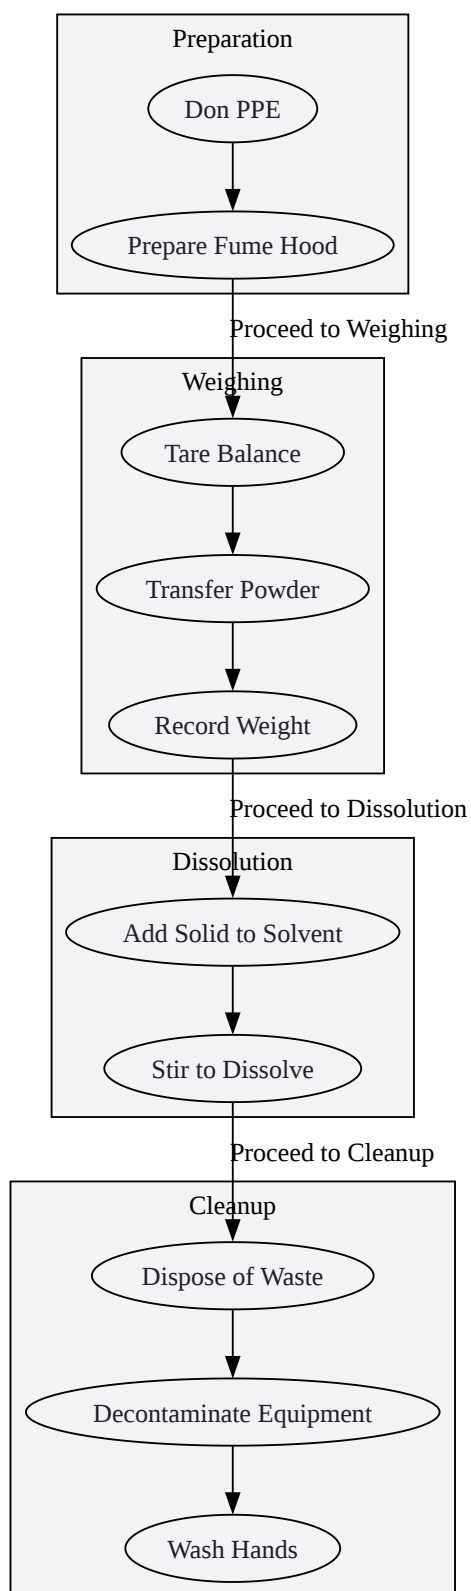 Preparation
Don PPE
Prepare Fume Hood
Proceed to Weighing
Weighing
Tare Balance
Transfer Powder
Record Weight
Proceed to Dissolution
Dissolution
Add Solid to Solvent
Stir to Dissolve
Proceed to Cleanup
Cleanup
Dispose of Waste
Decontaminate Equipment
Wash Hands